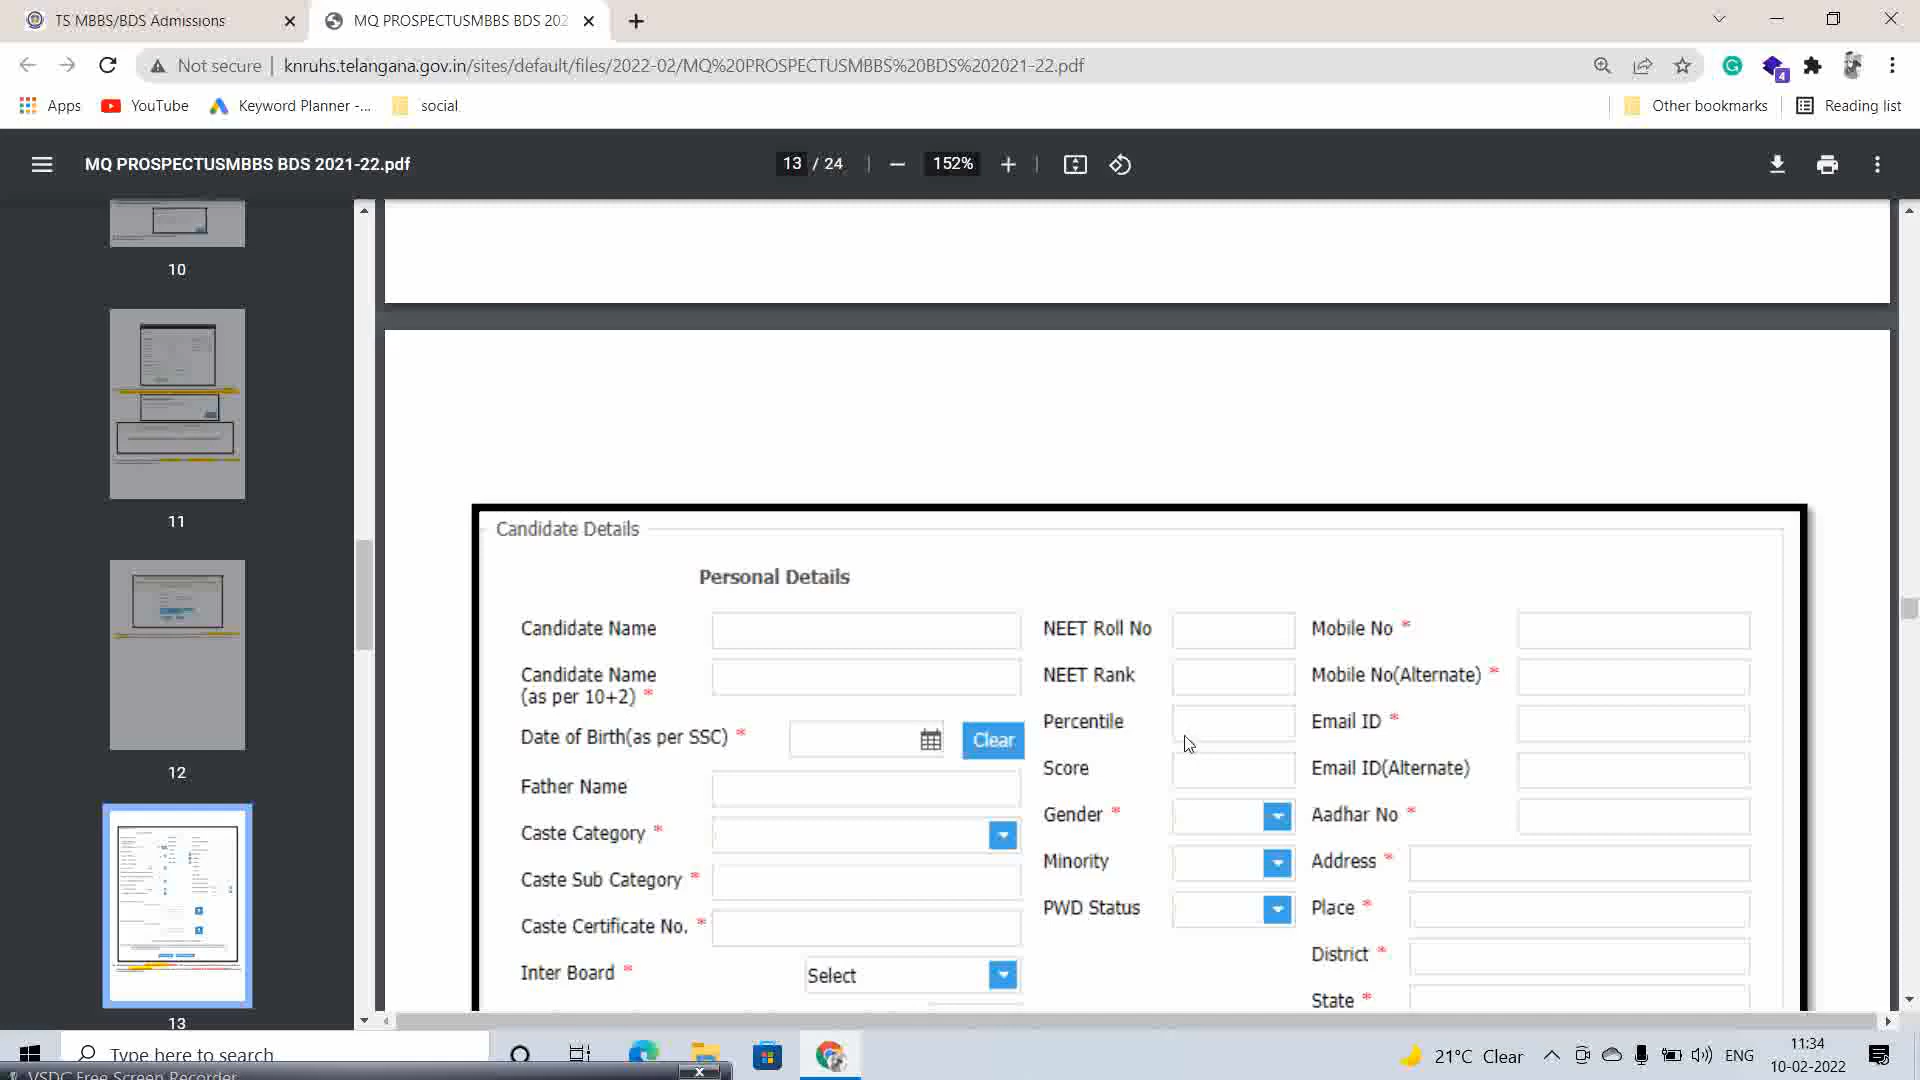 TS MBBS/BDS Admissions
MQ PROSPECTUSMBBS BDS 202
Not secure
knruhs.telangana.gov.in/sites/default/files/2022-02/MQ%20PROSPECTUSMBBS%20BDS%202021-22.pdf
4
Apps
YouTube
Keyword Planner -...
social
Other bookmarks
Reading list
MQ PROSPECTUSMBBS BDS 2021-22.pdf
13 / 24
152%
10
11
12
13
Candidate Details
Personal Details
Candidate Name
NEET Roll No
Mobile No *
Candidate Name
(as per 10+2) *
NEET Rank
Mobile No(Alternate) *
Date of Birth(as per SSC) *
Clear
Percentile
Email ID *
Father Name
Score
Email ID(Alternate)
Caste Category *
Gender *
Aadhar No *
Caste Sub Category *
Minority
Address *
Caste Certificate No. *
PWD Status
Place *
Inter Board *
Select
District *
State *
Type here to search
21°C Clear
ENG
11:34
10-02-2022
VSDC Free Screen Recorder